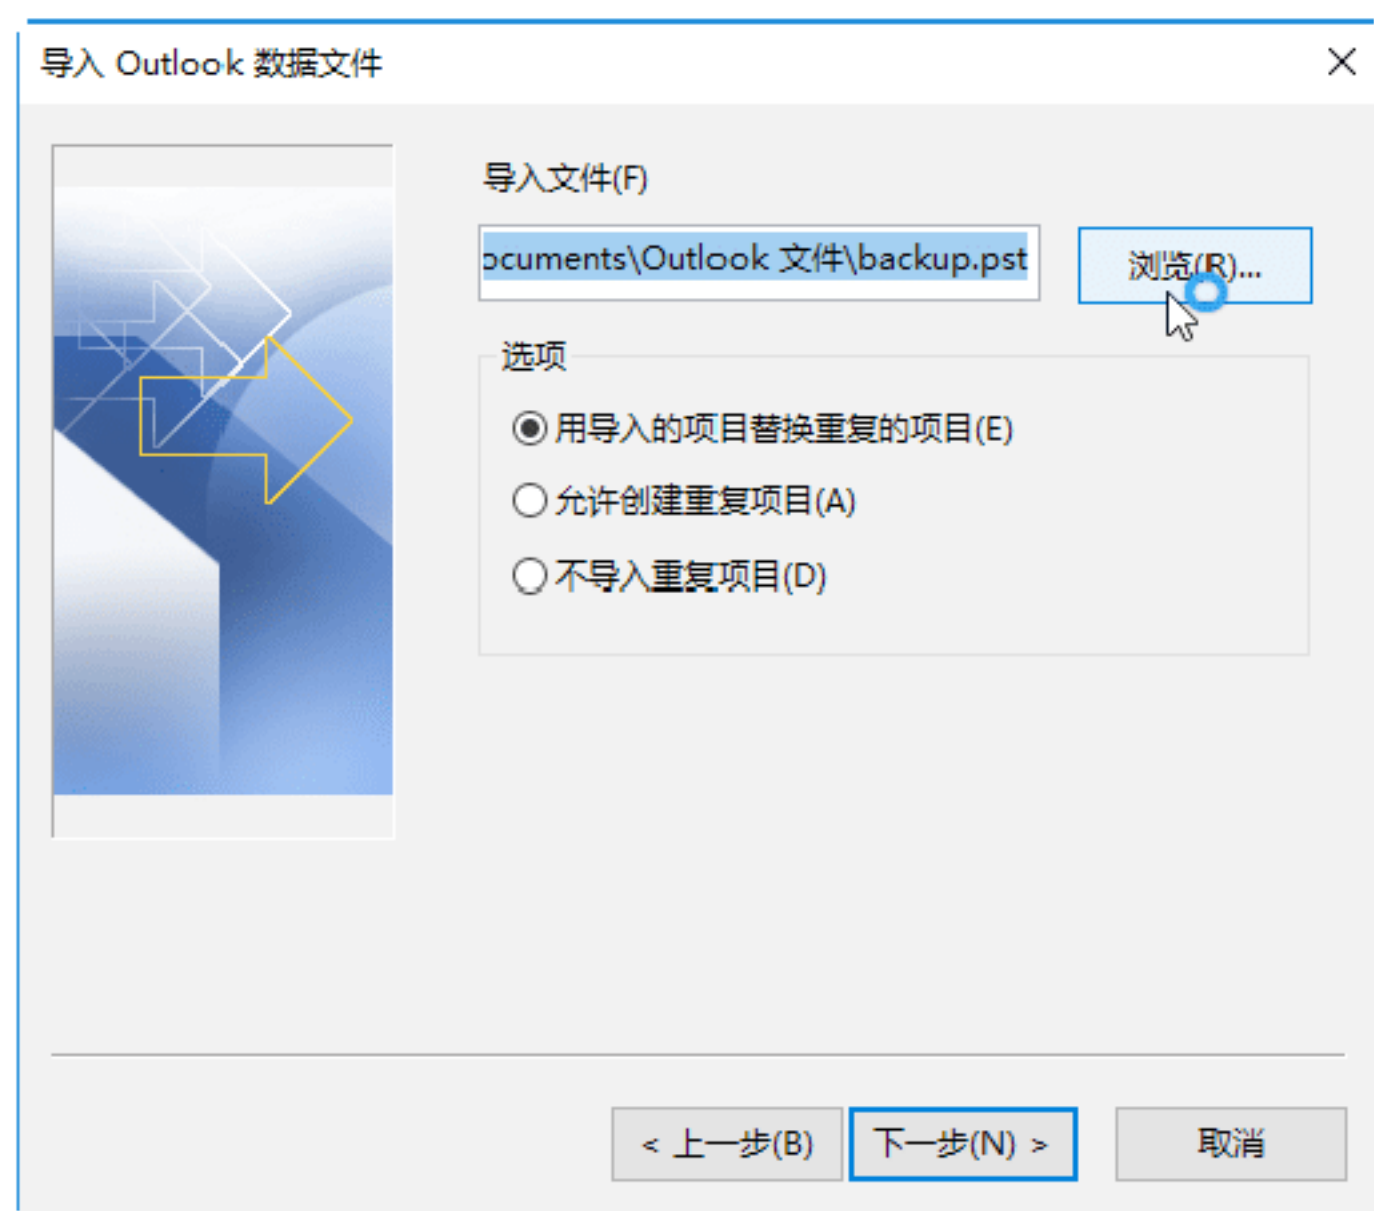 导入 Outlook 数据文件
导入文件(F)
ocuments\Outlook 文件\backup.pst
浏览(R)...
选项
用导入的项目替换重复的项目(E)
允许创建重复项目(A)
不导入重复项目(D)
< 上一步(B)
下一步(N) >
取消